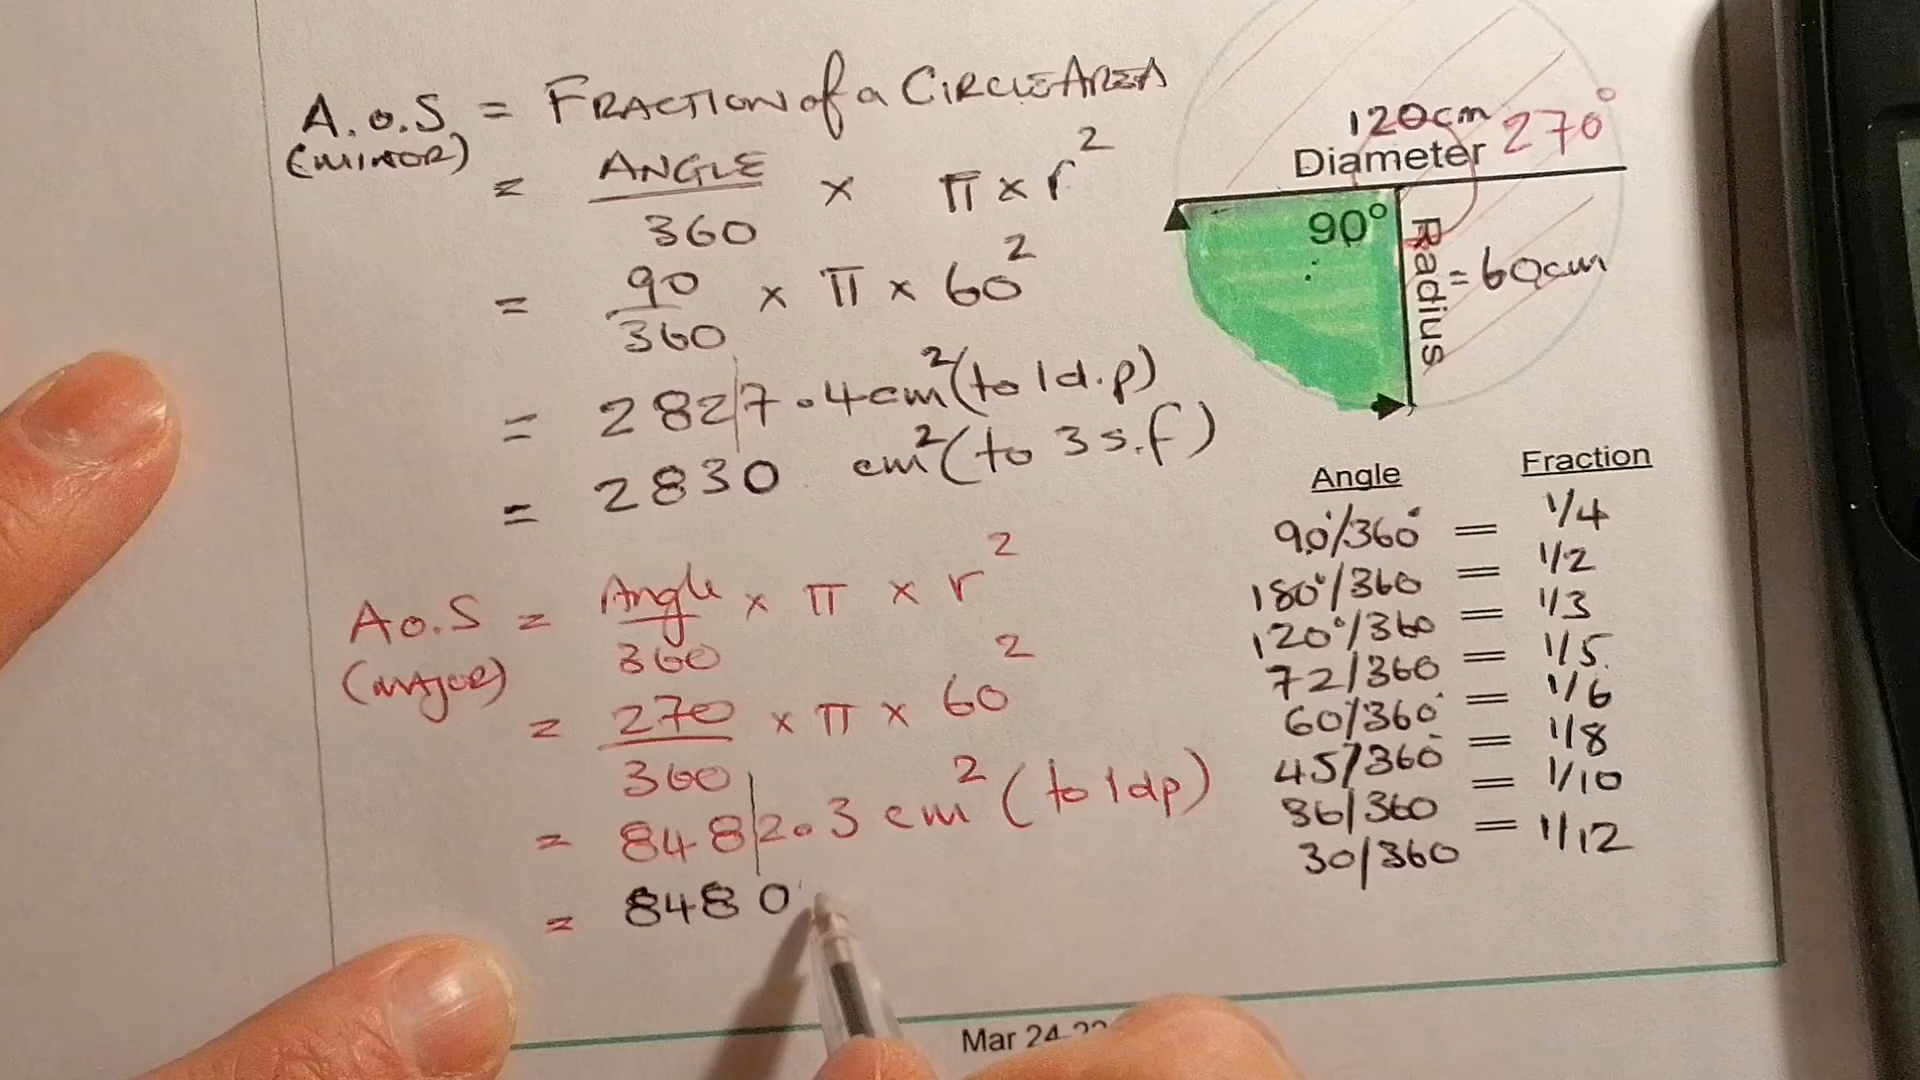 A.o.S = FRACTION of a CIRCLE AREA
(MINOR)
= ANGLE/360 × π × r²
= 90/360 × π × 60²
= 2827.4 cm² (to 1 d.p)
= 2830 cm² (to 3 s.f)
A.o.S = Angle/360 × π × r²
(MAJOR)
= 270/360 × π × 60²
= 8482.3 cm² (to 1 dp)
= 8480
120cm
Diameter
270°
90°
Radius
= 60cm
Angle Fraction
90°/360° = 1/4
180°/360 = 1/2
120°/360 = 1/3
72/360 = 1/5.
60/360° = 1/6
45/360° = 1/8
36/360 = 1/10
30/360 = 1/12